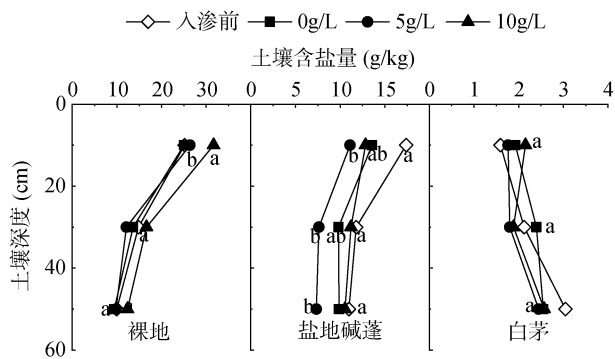 入渗前 0g/L 5g/L 10g/L
土壤含盐量 (g/kg)
0 10 20 30 0 5 10 15 0 1 2 3 4
0
20
40
60
土壤深度 (cm)
b a b ab a a
a b ab a a
a b a a
裸地 盐地碱蓬 白茅